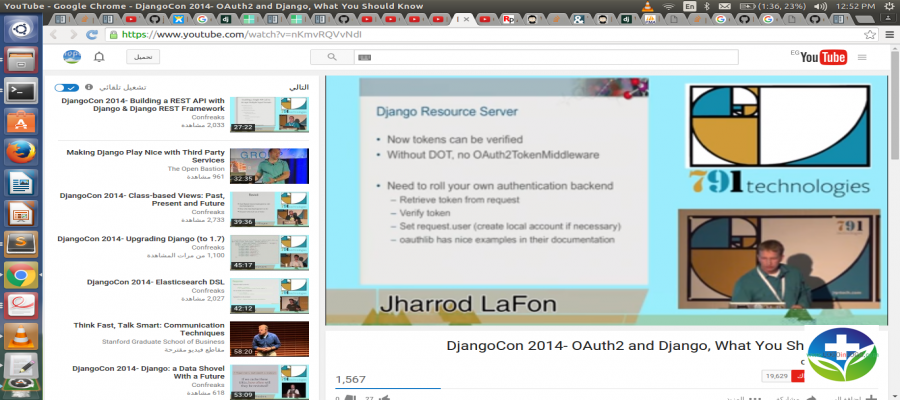 YouTube - Google Chrome - DjangoCon 2014- OAuth2 and Django, What You Should Know
En
(1:36, 23%)
12:52 PM
https://www.youtube.com/watch?v=nKmvRQVvNdI
تحميل
EG
YouTube
تشغيل تلقائي
التالي
DjangoCon 2014- Building a REST API with
Django & Django REST Framework
Confreaks
2,033 مشاهدة
27:22
Making Django Play Nice with Third Party
Services
The Open Bastion
961 مشاهدة
32:35
DjangoCon 2014- Class-based Views: Past,
Present and Future
Confreaks
2,733 مشاهدة
39:36
DjangoCon 2014- Upgrading Django (to 1.7)
Confreaks
1,100 من مرات المشاهدة
45:17
DjangoCon 2014- Elasticsearch DSL
Confreaks
2,027 مشاهدة
42:12
Think Fast, Talk Smart: Communication
Techniques
Stanford Graduate School of Business
مقاطع فيديو مقترحة
58:20
DjangoCon 2014- Django: a Data Shovel
With a Future
Confreaks
618 مشاهدة
53:09
Django Resource Server
• Now tokens can be verified
• Without DOT, no OAuth2TokenMiddleware
• Need to roll your own authentication backend
– Retrieve token from request
– Verify token
– Set request.user (create local account if necessary)
– oauthlib has nice examples in their documentation
791 technologies
791
Jharrod LaFon
DjangoCon 2014- OAuth2 and Django, What You Sh
19,629
1,567
0
27